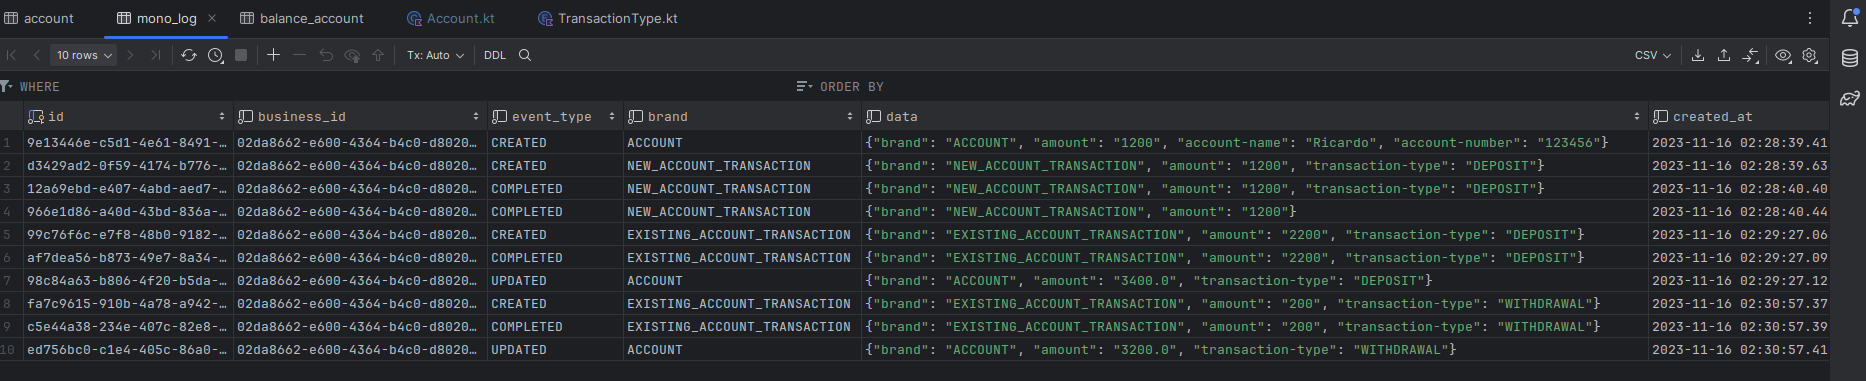 account mono_log × balance_account Account.kt TransactionType.kt
10 rows Tx: Auto DDL CSV
WHERE ORDER BY
id business_id event_type brand data created_at
1 9e13446e-c5d1-4e61-8491-… 02da8662-e600-4364-b4c0-d8020… CREATED ACCOUNT {"brand": "ACCOUNT", "amount": "1200", "account-name": "Ricardo", "account-number": "123456"} 2023-11-16 02:28:39.41
2 d3429ad2-0f59-4174-b776-… 02da8662-e600-4364-b4c0-d8020… CREATED NEW_ACCOUNT_TRANSACTION {"brand": "NEW_ACCOUNT_TRANSACTION", "amount": "1200", "transaction-type": "DEPOSIT"} 2023-11-16 02:28:39.63
3 12a69ebd-e407-4abd-aed7-… 02da8662-e600-4364-b4c0-d8020… COMPLETED NEW_ACCOUNT_TRANSACTION {"brand": "NEW_ACCOUNT_TRANSACTION", "amount": "1200", "transaction-type": "DEPOSIT"} 2023-11-16 02:28:40.40
4 966e1d86-a40d-43bd-836a-… 02da8662-e600-4364-b4c0-d8020… COMPLETED NEW_ACCOUNT_TRANSACTION {"brand": "NEW_ACCOUNT_TRANSACTION", "amount": "1200"} 2023-11-16 02:28:40.44
5 99c76f6c-e7f8-48b0-9182-… 02da8662-e600-4364-b4c0-d8020… CREATED EXISTING_ACCOUNT_TRANSACTION {"brand": "EXISTING_ACCOUNT_TRANSACTION", "amount": "2200", "transaction-type": "DEPOSIT"} 2023-11-16 02:29:27.06
6 af7dea56-b873-49e7-8a34-… 02da8662-e600-4364-b4c0-d8020… COMPLETED EXISTING_ACCOUNT_TRANSACTION {"brand": "EXISTING_ACCOUNT_TRANSACTION", "amount": "2200", "transaction-type": "DEPOSIT"} 2023-11-16 02:29:27.09
7 98c84a63-b806-4f20-b5da-… 02da8662-e600-4364-b4c0-d8020… UPDATED ACCOUNT {"brand": "ACCOUNT", "amount": "3400.0", "transaction-type": "DEPOSIT"} 2023-11-16 02:29:27.12
8 fa7c9615-910b-4a78-a942-… 02da8662-e600-4364-b4c0-d8020… CREATED EXISTING_ACCOUNT_TRANSACTION {"brand": "EXISTING_ACCOUNT_TRANSACTION", "amount": "200", "transaction-type": "WITHDRAWAL"} 2023-11-16 02:30:57.37
9 c5e44a38-234e-407c-82e8-… 02da8662-e600-4364-b4c0-d8020… COMPLETED EXISTING_ACCOUNT_TRANSACTION {"brand": "EXISTING_ACCOUNT_TRANSACTION", "amount": "200", "transaction-type": "WITHDRAWAL"} 2023-11-16 02:30:57.39
10 ed756bc0-c1e4-405c-86a0-… 02da8662-e600-4364-b4c0-d8020… UPDATED ACCOUNT {"brand": "ACCOUNT", "amount": "3200.0", "transaction-type": "WITHDRAWAL"} 2023-11-16 02:30:57.41